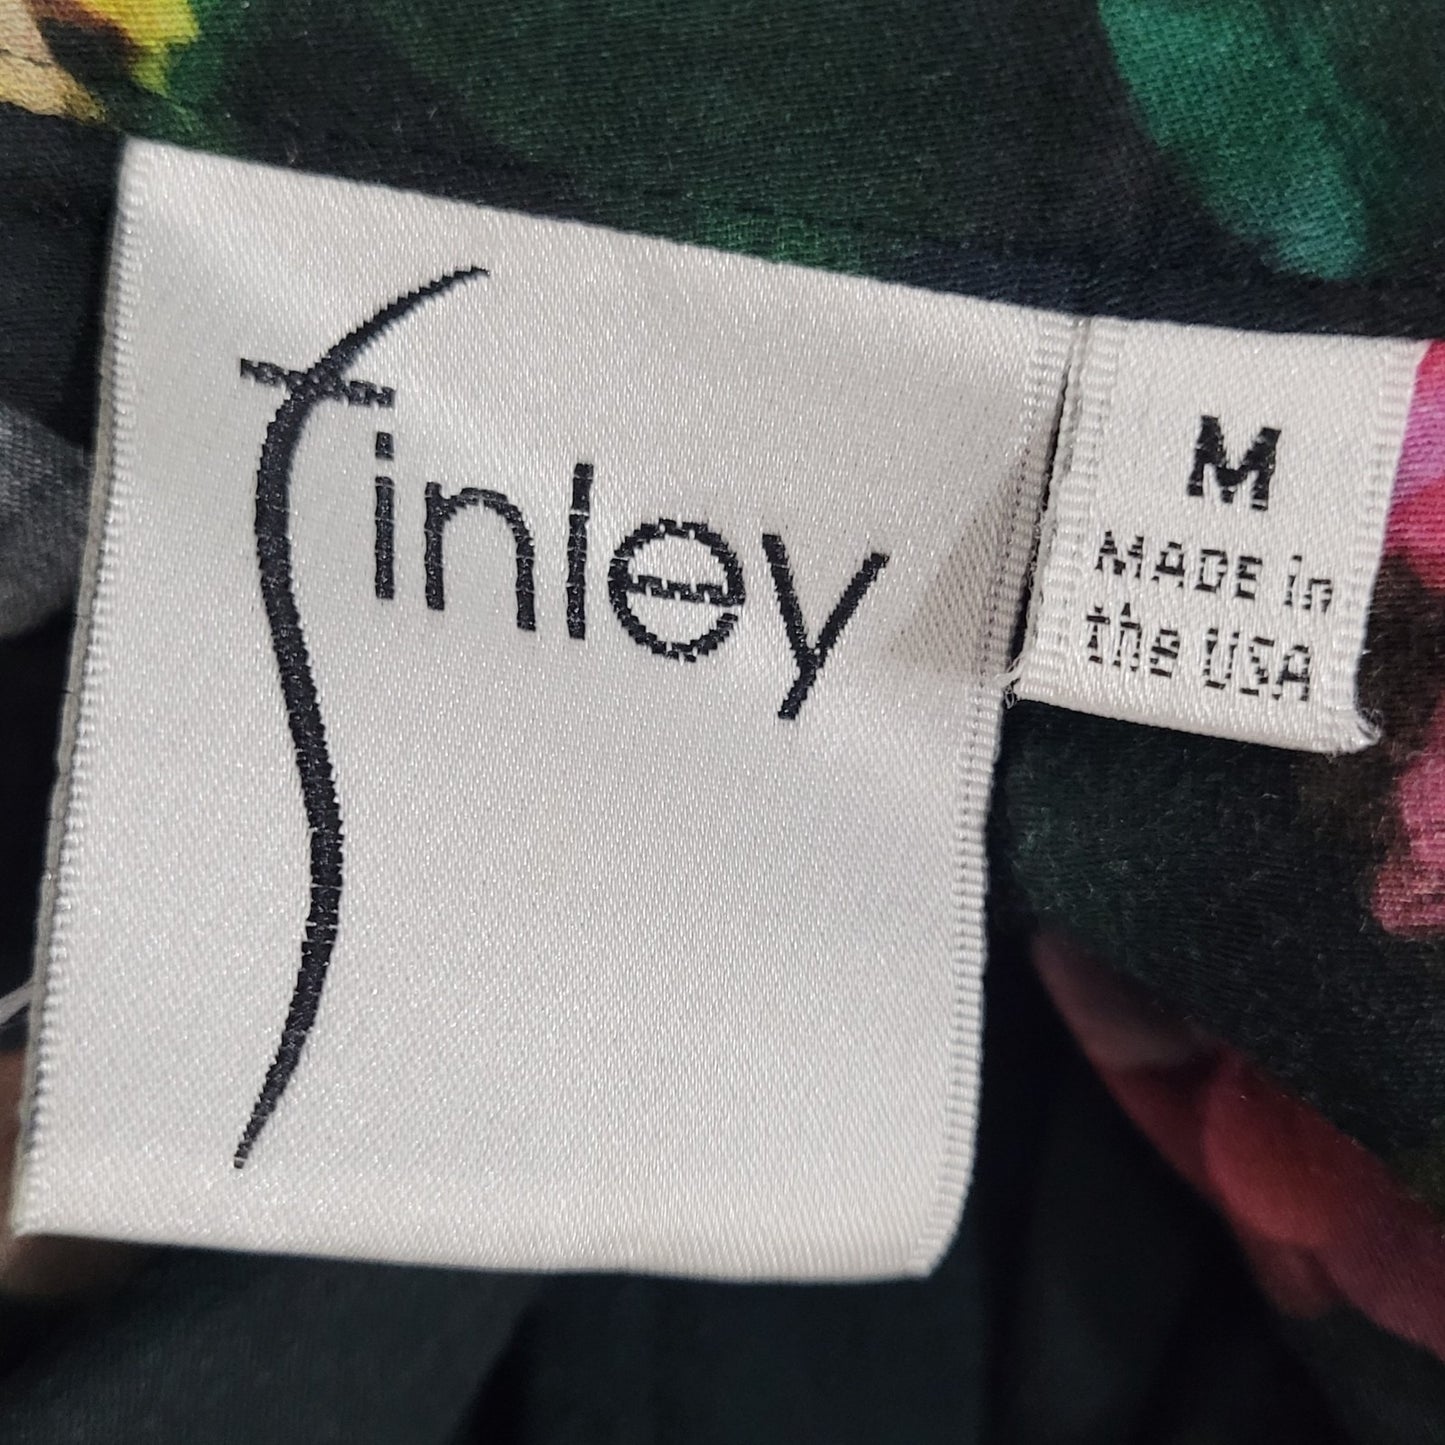 finley
M
MADE in
the USA